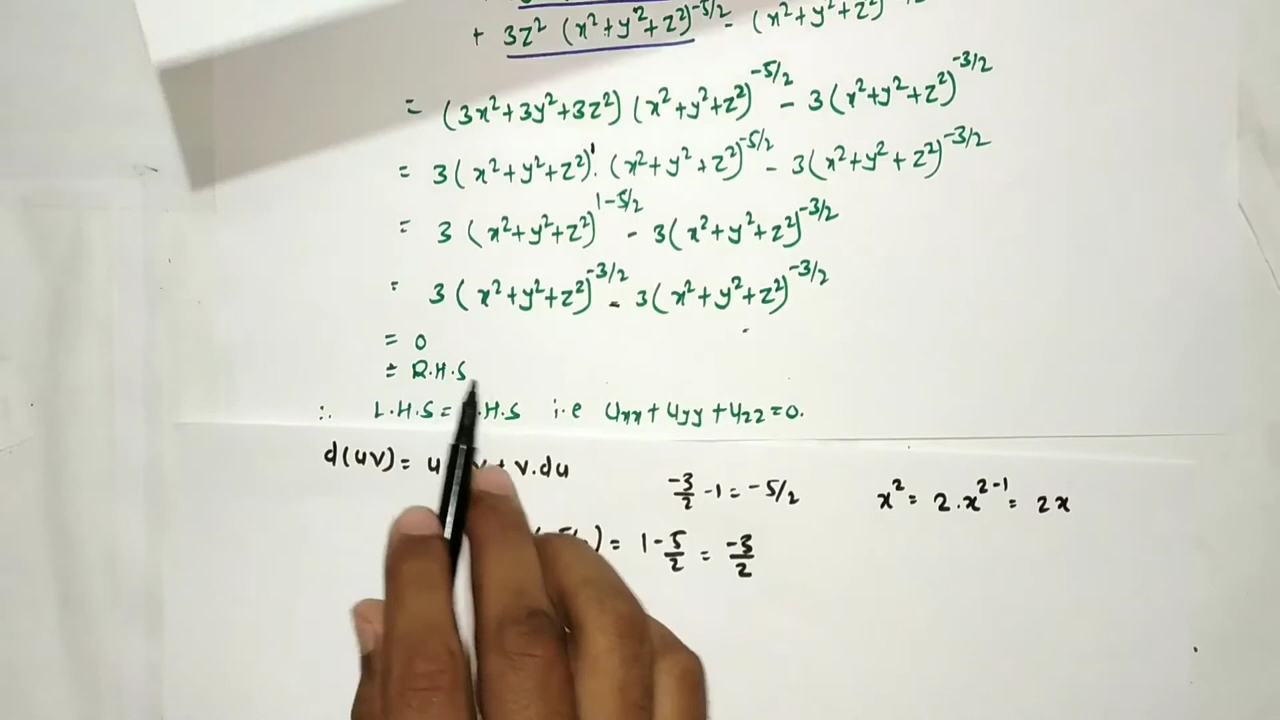 + 3z² (x²+y²+z²)^-5/2 - (x²+y²+z²)
= (3x²+3y²+3z²) (x²+y²+z²)^-5/2 - 3(x²+y²+z²)^-3/2
= 3(x²+y²+z²)¹. (x²+y²+z²)^-5/2 - 3(x²+y²+z²)^-3/2
= 3 (x²+y²+z²)^1-5/2 - 3(x²+y²+z²)^-3/2
= 3 (x²+y²+z²)^-3/2 - 3(x²+y²+z²)^-3/2
= 0
= R.H.S
∴ L.H.S = .H.S i.e uxx + uyy + uzz = 0.
d(uv) = u v + v.du
-3/2 -1 = -5/2
x² = 2.x^2-1 = 2x
) = 1-5/2 = -3/2